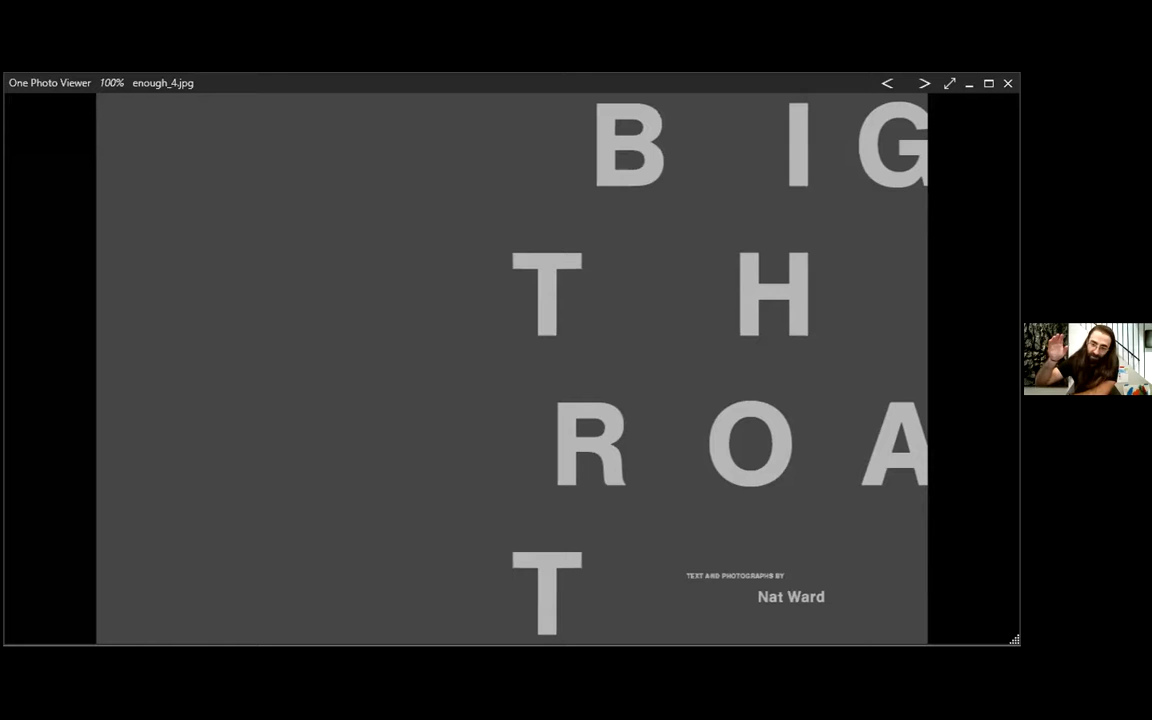 One Photo Viewer 100% enough_4.jpg
B I G
T H
R O A
T
TEXT AND PHOTOGRAPHS BY
Nat Ward